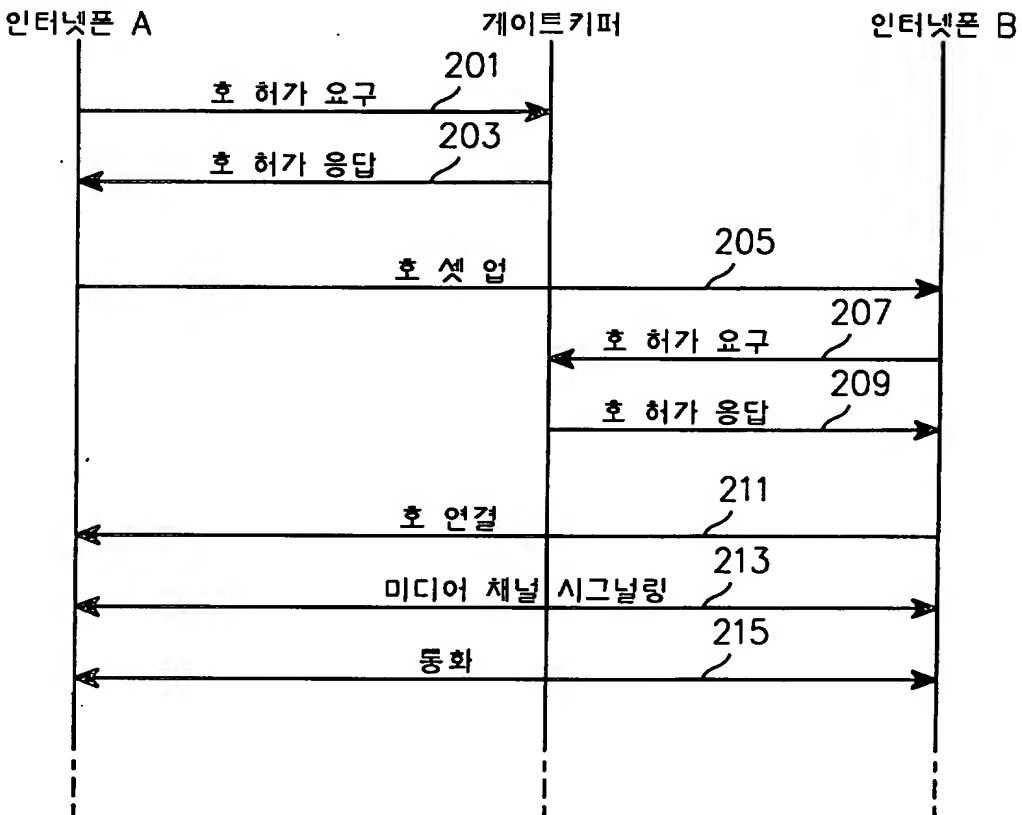 인터넷폰 A
게이트키퍼
인터넷폰 B
201
호 허가 요구
203
호 허가 응답
205
호 셋 업
207
호 허가 요구
209
호 허가 응답
211
호 연결
213
미디어 채널 시그널링
215
통화